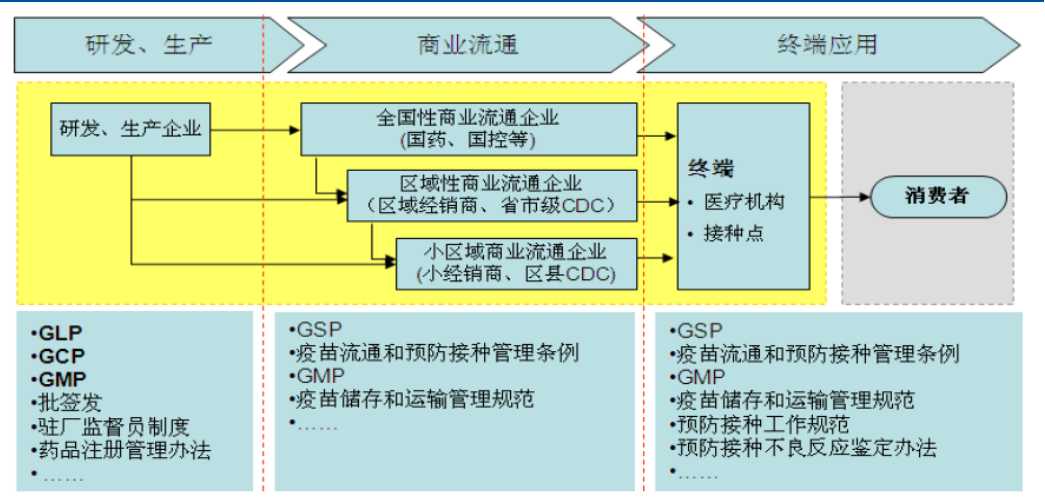 研发、生产
商业流通
终端应用
研发、生产企业
全国性商业流通企业
(国药、国控等)
区域性商业流通企业
（区域经销商、省市级CDC）
小区域商业流通企业
(小经销商、区县CDC)
终端
• 医疗机构
• 接种点
消费者
•GLP
•GCP
•GMP
•批签发
•驻厂监督员制度
•药品注册管理办法
•……
•GSP
•疫苗流通和预防接种管理条例
•GMP
•疫苗储存和运输管理规范
•……
•GSP
•疫苗流通和预防接种管理条例
•GMP
•疫苗储存和运输管理规范
•预防接种工作规范
•预防接种不良反应鉴定办法
•……